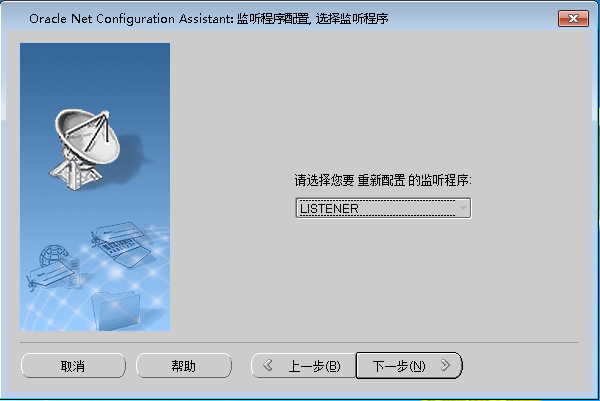 Oracle Net Configuration Assistant: 监听程序配置, 选择监听程序
请选择您要 重新配置 的监听程序:
LISTENER
取消
帮助
上一步(B)
下一步(N)